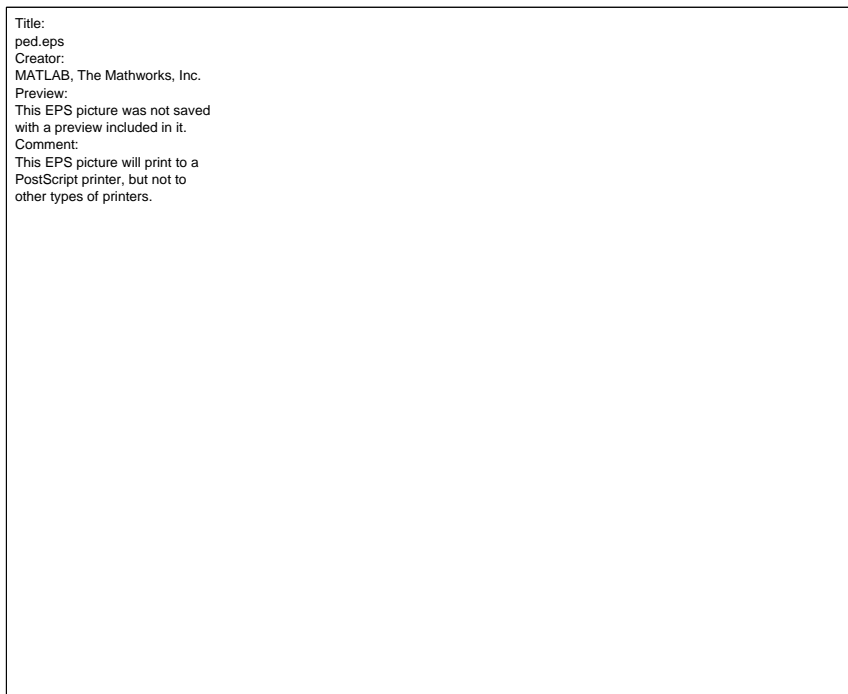 Title:
ped.eps
Creator:
MATLAB, The Mathworks, Inc.
Preview:
This EPS picture was not saved
with a preview included in it.
Comment:
This EPS picture will print to a
PostScript printer, but not to
other types of printers.